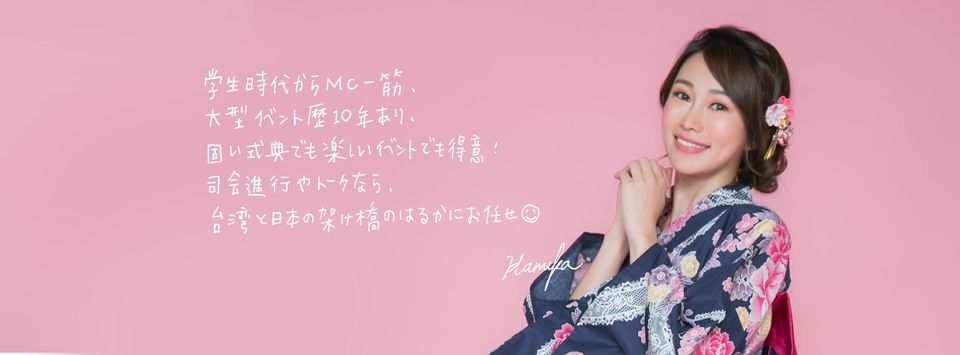 学生時代からMC一筋、
大型イベント歴10年あり、
固い式典でも楽しいイベントでも得意!
司会進行やトークなら、
台湾と日本の架け橋のはるかにお任せ☺
Haruka